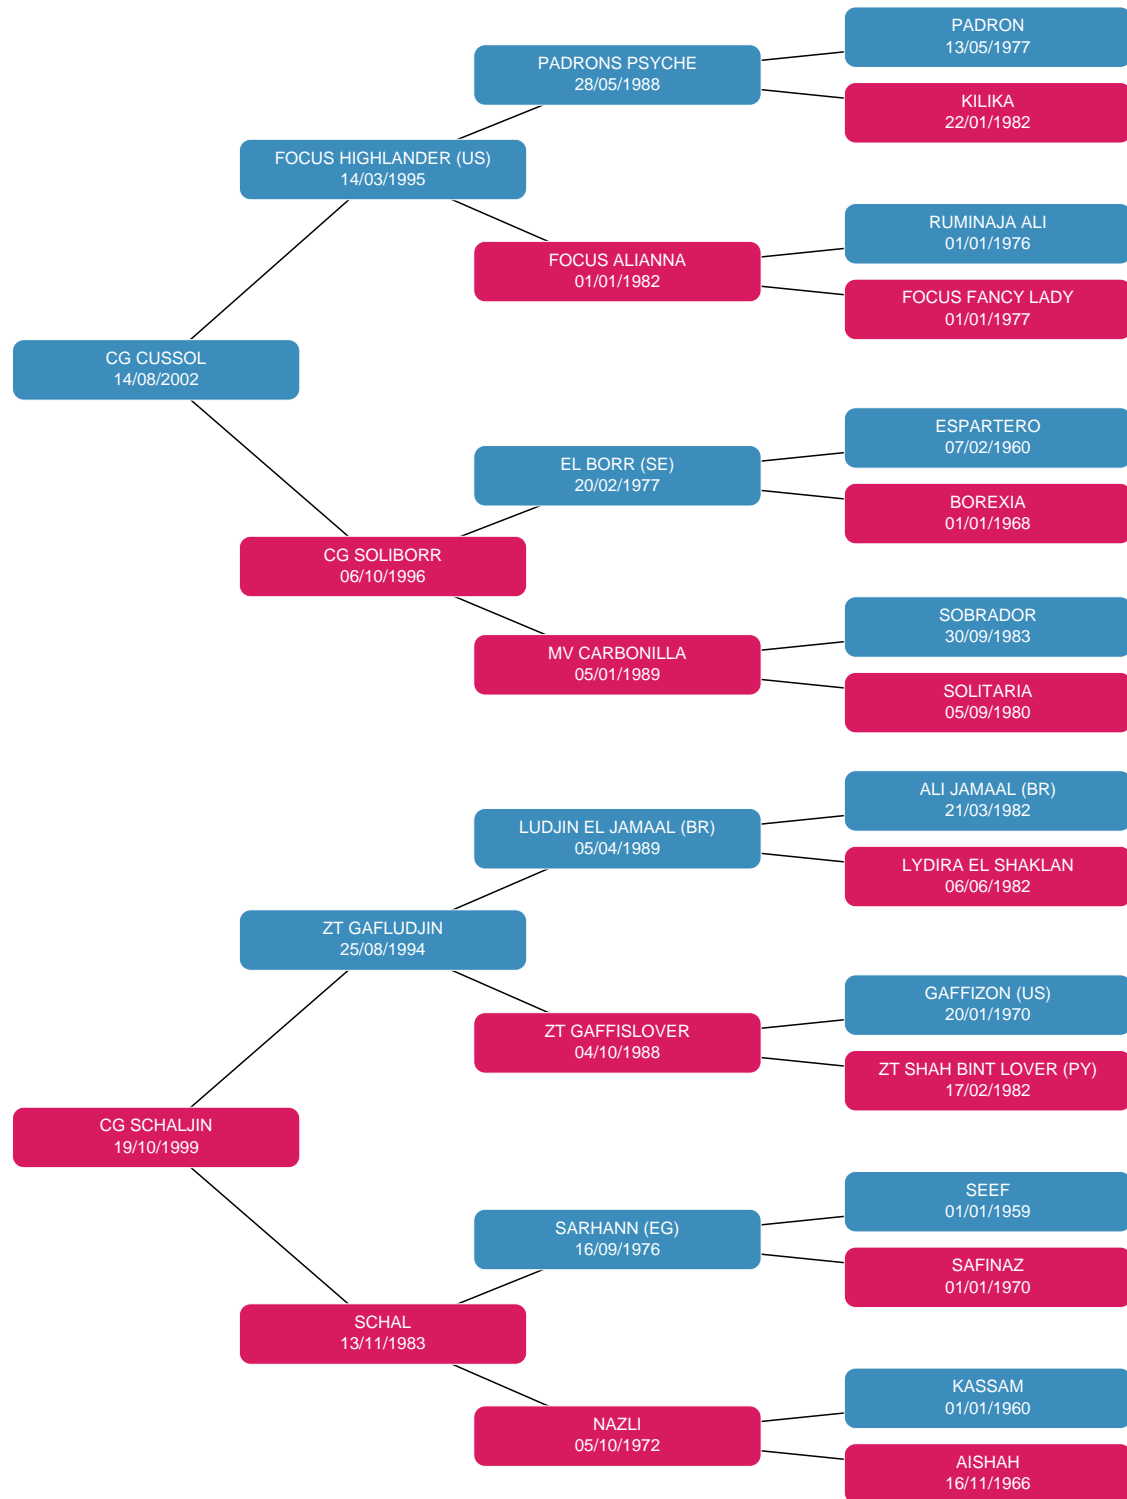 PADRON
13/05/1977
PADRONS PSYCHE
28/05/1988
KILIKA
22/01/1982
FOCUS HIGHLANDER (US)
14/03/1995
RUMINAJA ALI
01/01/1976
FOCUS ALIANNA
01/01/1982
FOCUS FANCY LADY
01/01/1977
CG CUSSOL
14/08/2002
ESPARTERO
07/02/1960
EL BORR (SE)
20/02/1977
BOREXIA
01/01/1968
CG SOLIBORR
06/10/1996
SOBRADOR
30/09/1983
MV CARBONILLA
05/01/1989
SOLITARIA
05/09/1980
ALI JAMAAL (BR)
21/03/1982
LUDJIN EL JAMAAL (BR)
05/04/1989
LYDIRA EL SHAKLAN
06/06/1982
ZT GAFLUDJIN
25/08/1994
GAFFIZON (US)
20/01/1970
ZT GAFFISLOVER
04/10/1988
ZT SHAH BINT LOVER (PY)
17/02/1982
CG SCHALJIN
19/10/1999
SEEF
01/01/1959
SARHANN (EG)
16/09/1976
SAFINAZ
01/01/1970
SCHAL
13/11/1983
KASSAM
01/01/1960
NAZLI
05/10/1972
AISHAH
16/11/1966